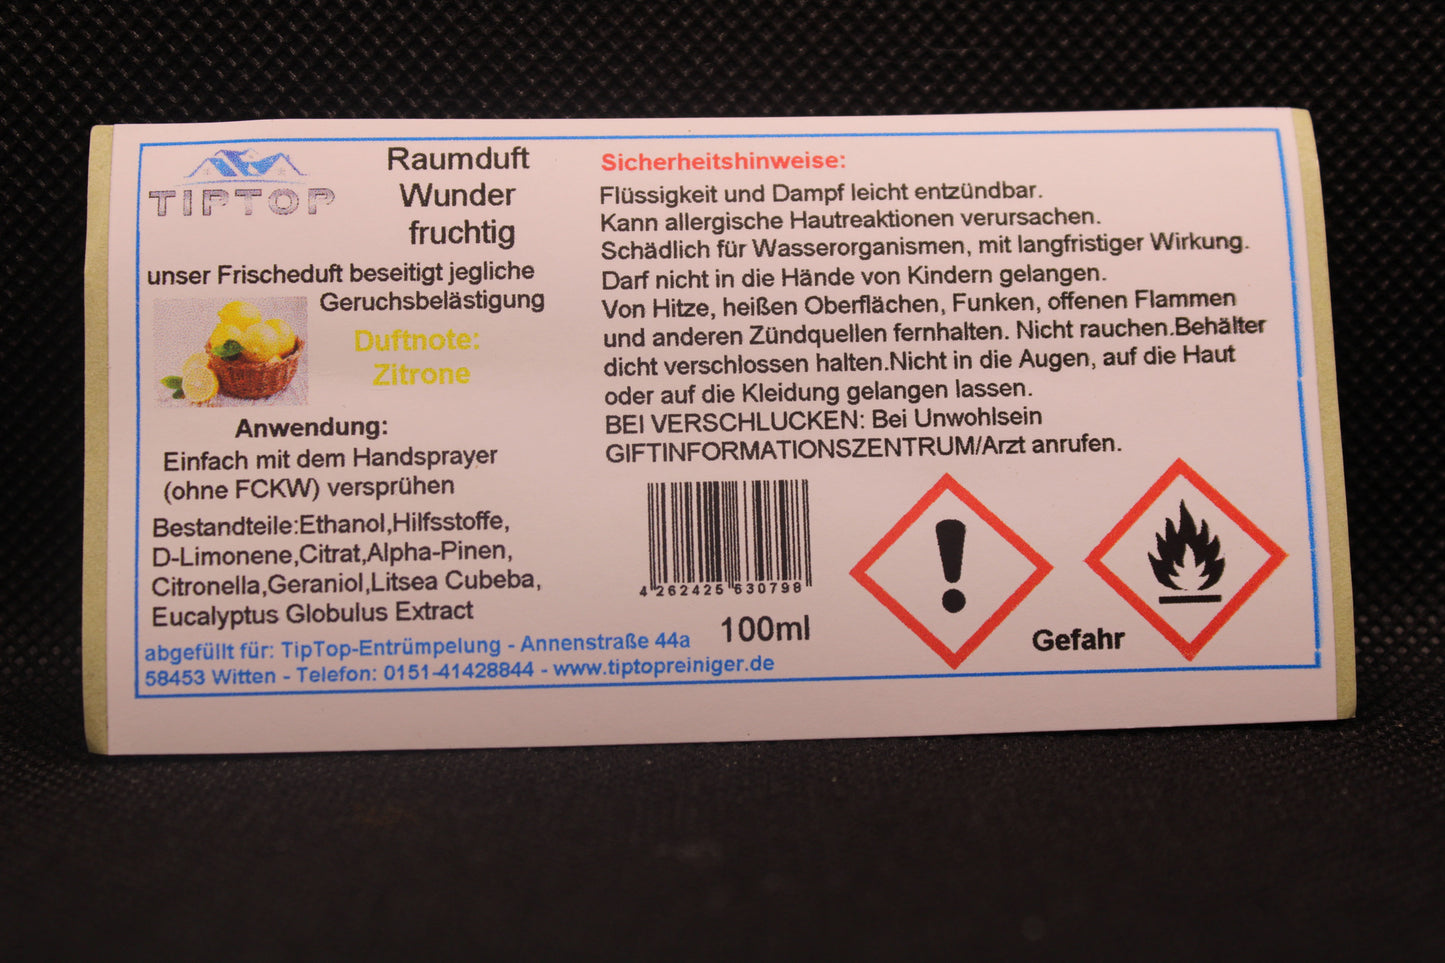 TIPTOP
Raumduft
Wunder
fruchtig
unser Frischeduft beseitigt jegliche
Geruchsbelästigung
Duftnote:
Zitrone
Anwendung:
Einfach mit dem Handsprayer
(ohne FCKW) versprühen
Bestandteile:Ethanol,Hilfsstoffe,
D-Limonene,Citrat,Alpha-Pinen,
Citronella,Geraniol,Litsea Cubeba,
Eucalyptus Globulus Extract
abgefüllt für: TipTop-Entrümpelung - Annenstraße 44a
58453 Witten - Telefon: 0151-41428844 - www.tiptopreiniger.de
Sicherheitshinweise:
Flüssigkeit und Dampf leicht entzündbar.
Kann allergische Hautreaktionen verursachen.
Schädlich für Wasserorganismen, mit langfristiger Wirkung.
Darf nicht in die Hände von Kindern gelangen.
Von Hitze, heißen Oberflächen, Funken, offenen Flammen
und anderen Zündquellen fernhalten. Nicht rauchen.Behälter
dicht verschlossen halten.Nicht in die Augen, auf die Haut
oder auf die Kleidung gelangen lassen.
BEI VERSCHLUCKEN: Bei Unwohlsein
GIFTINFORMATIONSZENTRUM/Arzt anrufen.
4 262425 630798
100ml
Gefahr